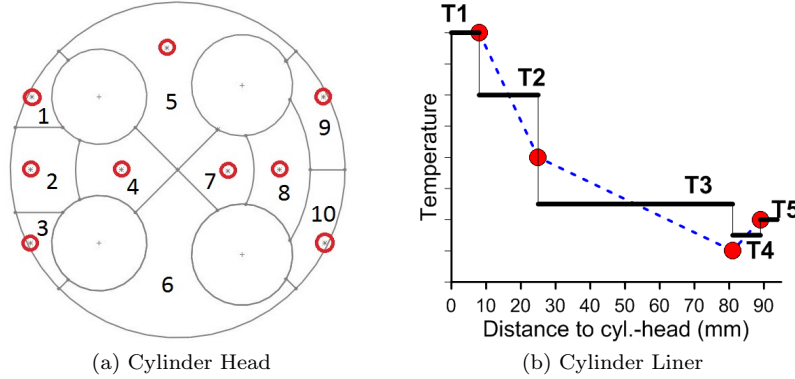 5
1
9
2
4
7
8
3
10
6
(a) Cylinder Head
T1
T2
T3
T5
T4
Temperature
0 10 20 30 40 50 60 70 80 90
Distance to cyl.-head (mm)
(b) Cylinder Liner